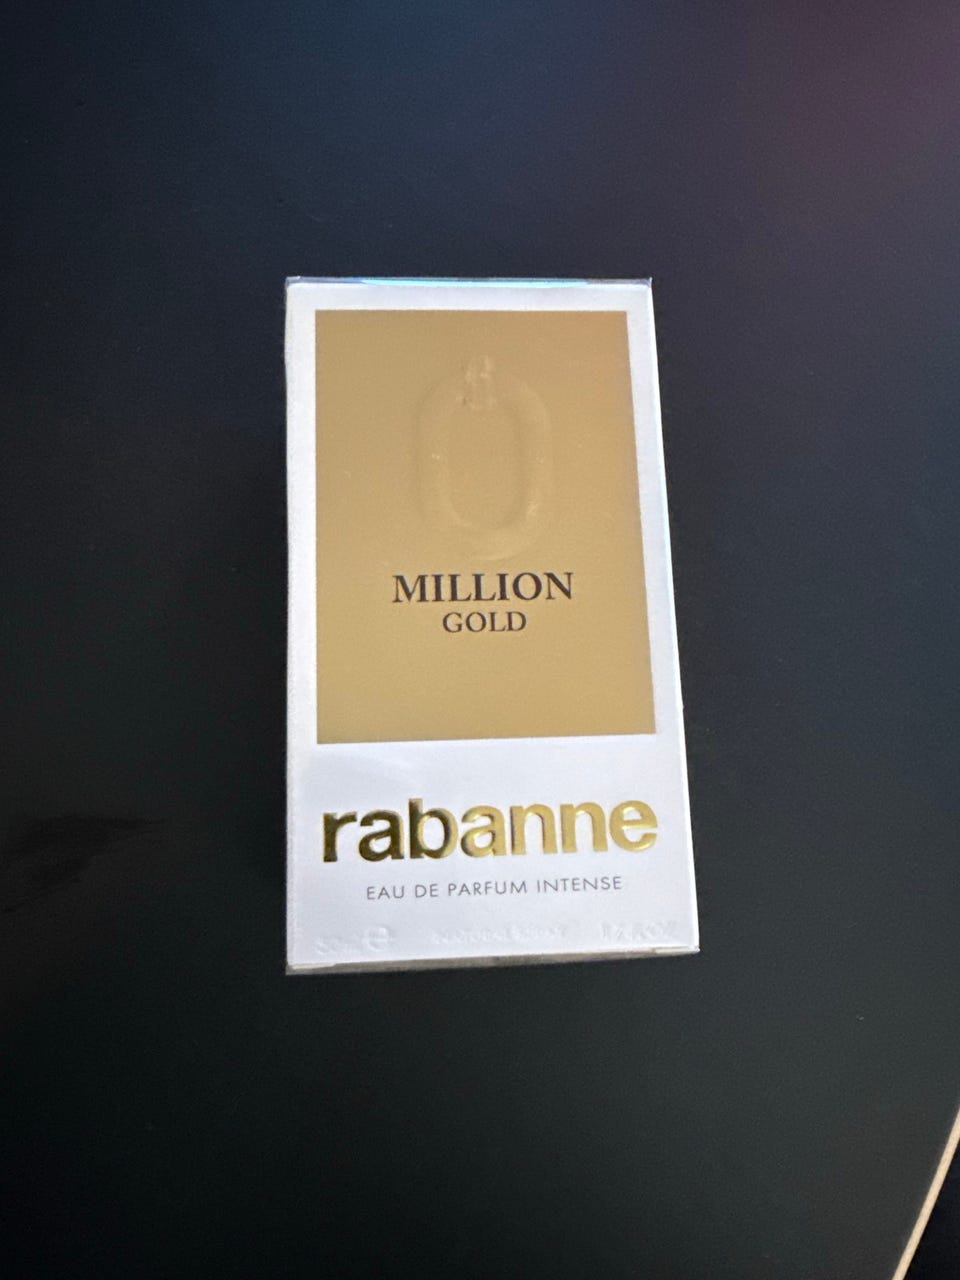 MILLION
GOLD
rabanne
EAU DE PARFUM INTENSE